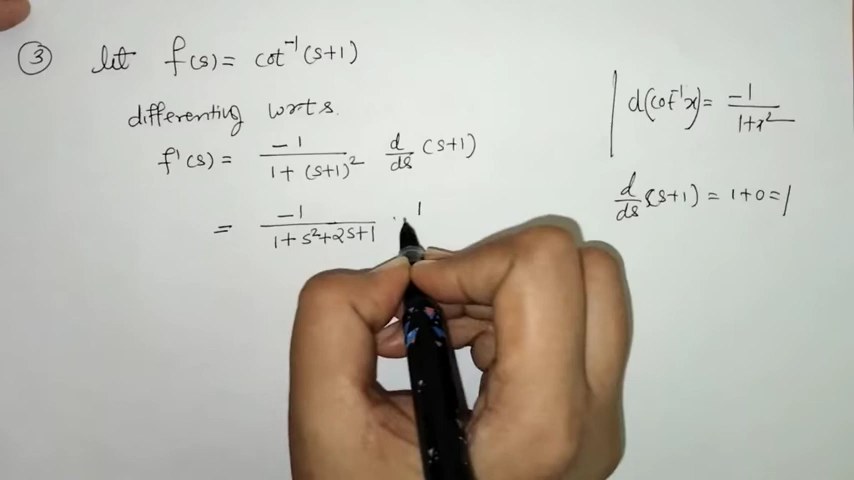 ③ let f(s) = cot⁻¹(s+1)
differenting w.r.t s.
f'(s) = -1 / 1+(s+1)² d/ds (s+1)
= -1 / 1+s²+2s+1 · 1
d(cot⁻¹x) = -1 / 1+x²
d/ds (s+1) = 1+0=1